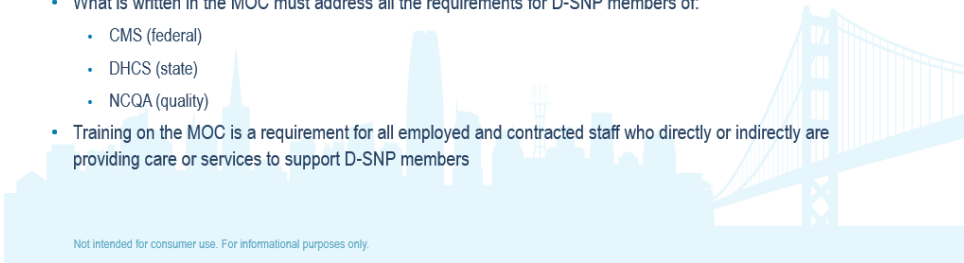 • What is written in the MOC must address all the requirements for D-SNP members of:
• CMS (federal)
• DHCS (state)
• NCQA (quality)
• Training on the MOC is a requirement for all employed and contracted staff who directly or indirectly are
providing care or services to support D-SNP members
Not intended for consumer use. For informational purposes only.